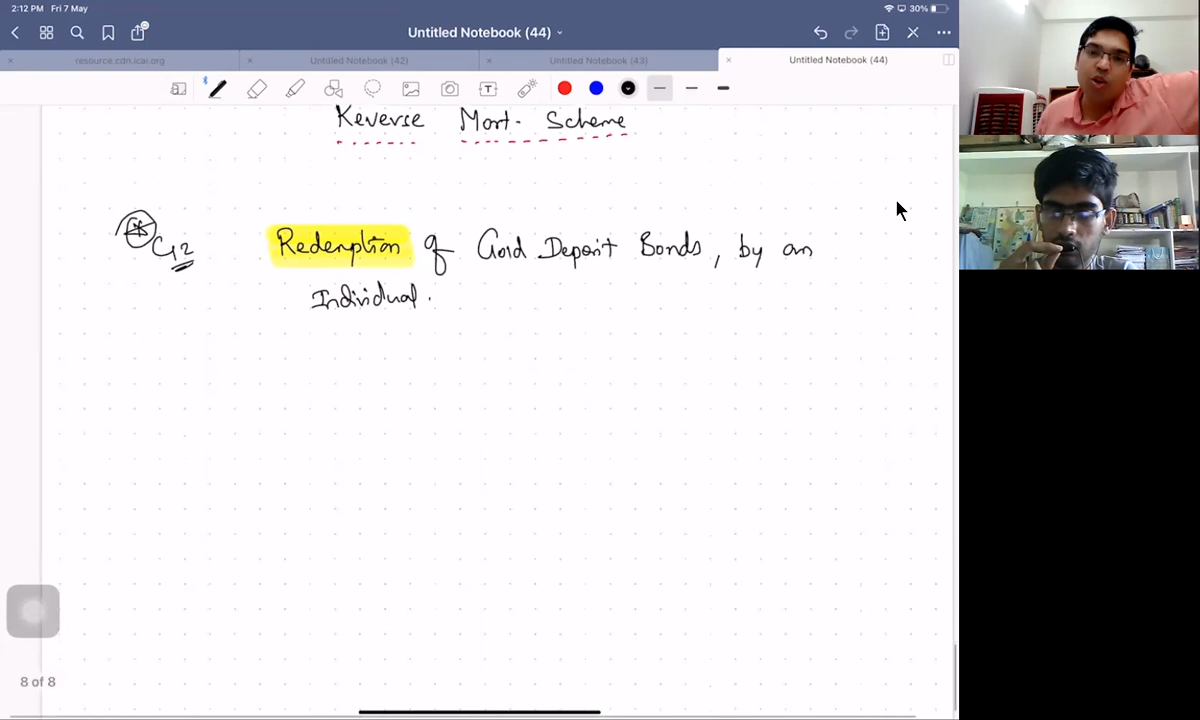 2:12 PM Fri 7 May
30%
Untitled Notebook (44)
resource.cdn.icai.org
Untitled Notebook (42)
Untitled Notebook (43)
Untitled Notebook (44)
Reverse Mort. Scheme
Redemption of Gold Deposit Bonds, by an
Individual.
8 of 8